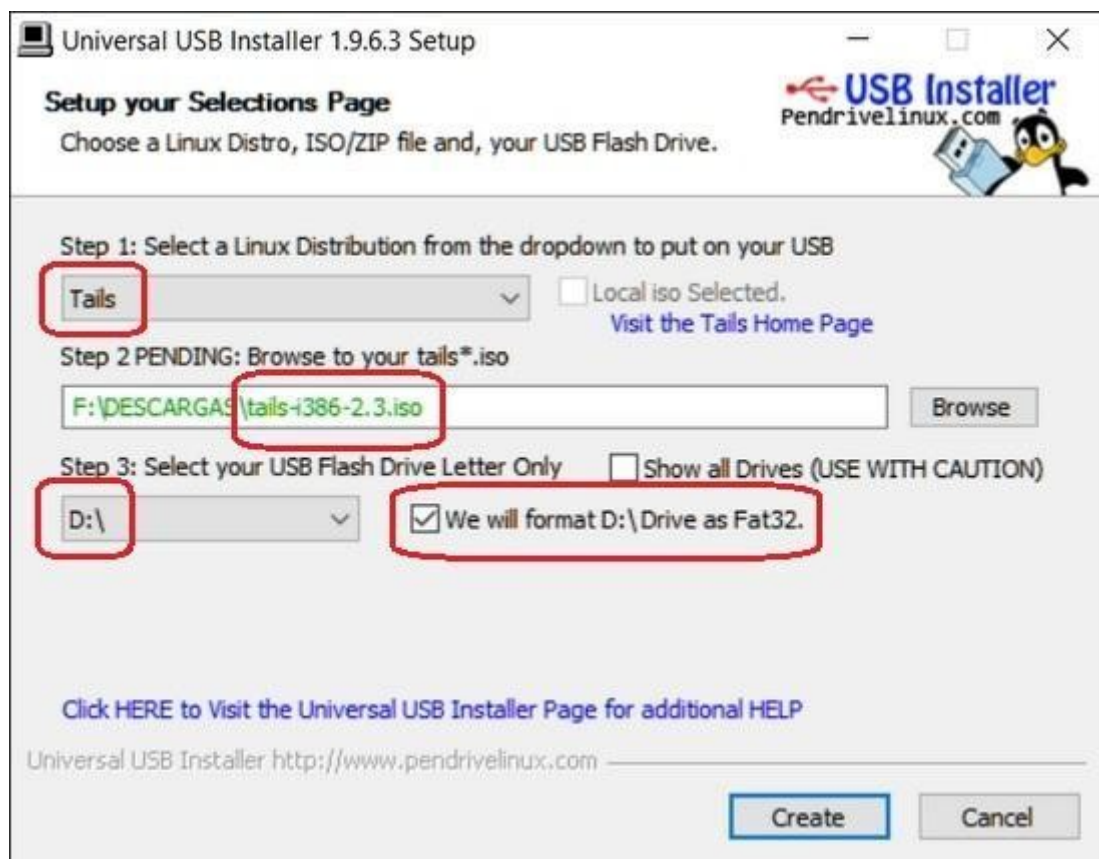 Universal USB Installer 1.9.6.3 Setup
USB Installer
Pendrivelinux.com
Setup your Selections Page
Choose a Linux Distro, ISO/ZIP file and, your USB Flash Drive.
Step 1: Select a Linux Distribution from the dropdown to put on your USB
Tails
Local iso Selected.
Visit the Tails Home Page
Step 2 PENDING: Browse to your tails*.iso
F:\DESCARGAS\tails-i386-2.3.iso
Browse
Step 3: Select your USB Flash Drive Letter Only
Show all Drives (USE WITH CAUTION)
D:\
We will format D:\ Drive as Fat32.
Click HERE to Visit the Universal USB Installer Page for additional HELP
Universal USB Installer http://www.pendrivelinux.com
Create
Cancel